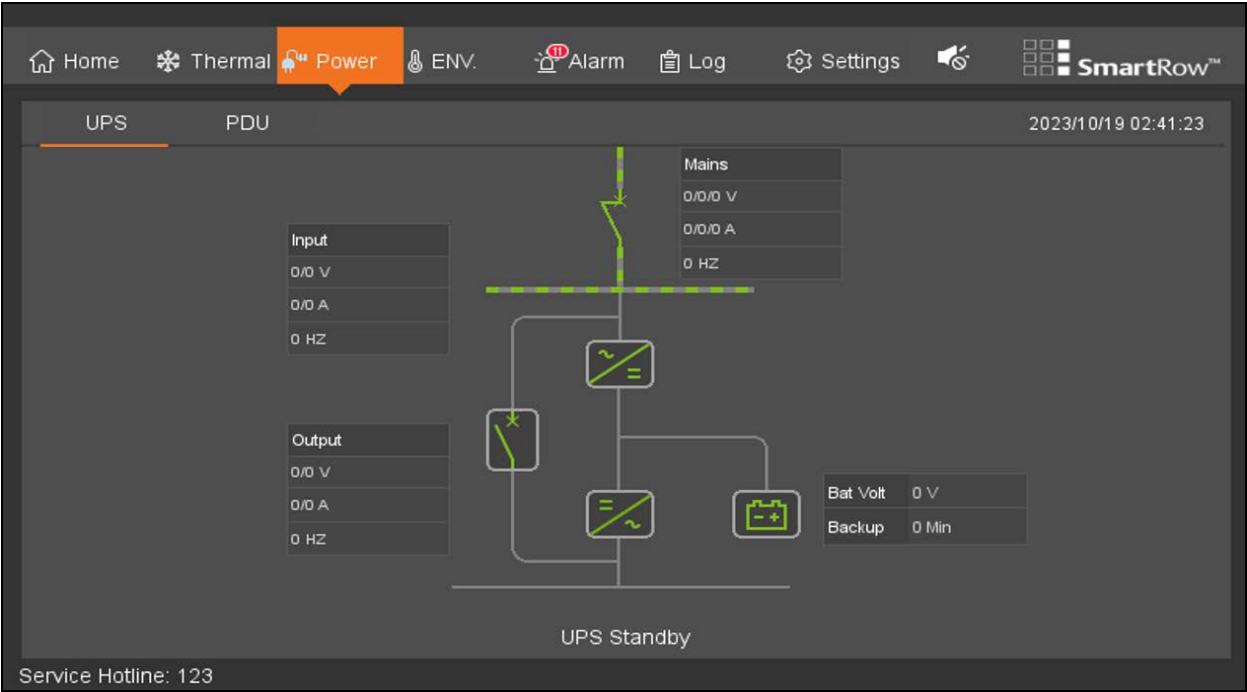 Home Thermal Power ENV. 11 Alarm Log Settings SmartRow™
UPS PDU 2023/10/19 02:41:23
Mains
0/0/0 V
0/0/0 A
0 HZ
Input
0/0 V
0/0 A
0 HZ
Output
0/0 V
0/0 A
0 HZ
Bat Volt 0 V
Backup 0 Min
UPS Standby
Service Hotline: 123